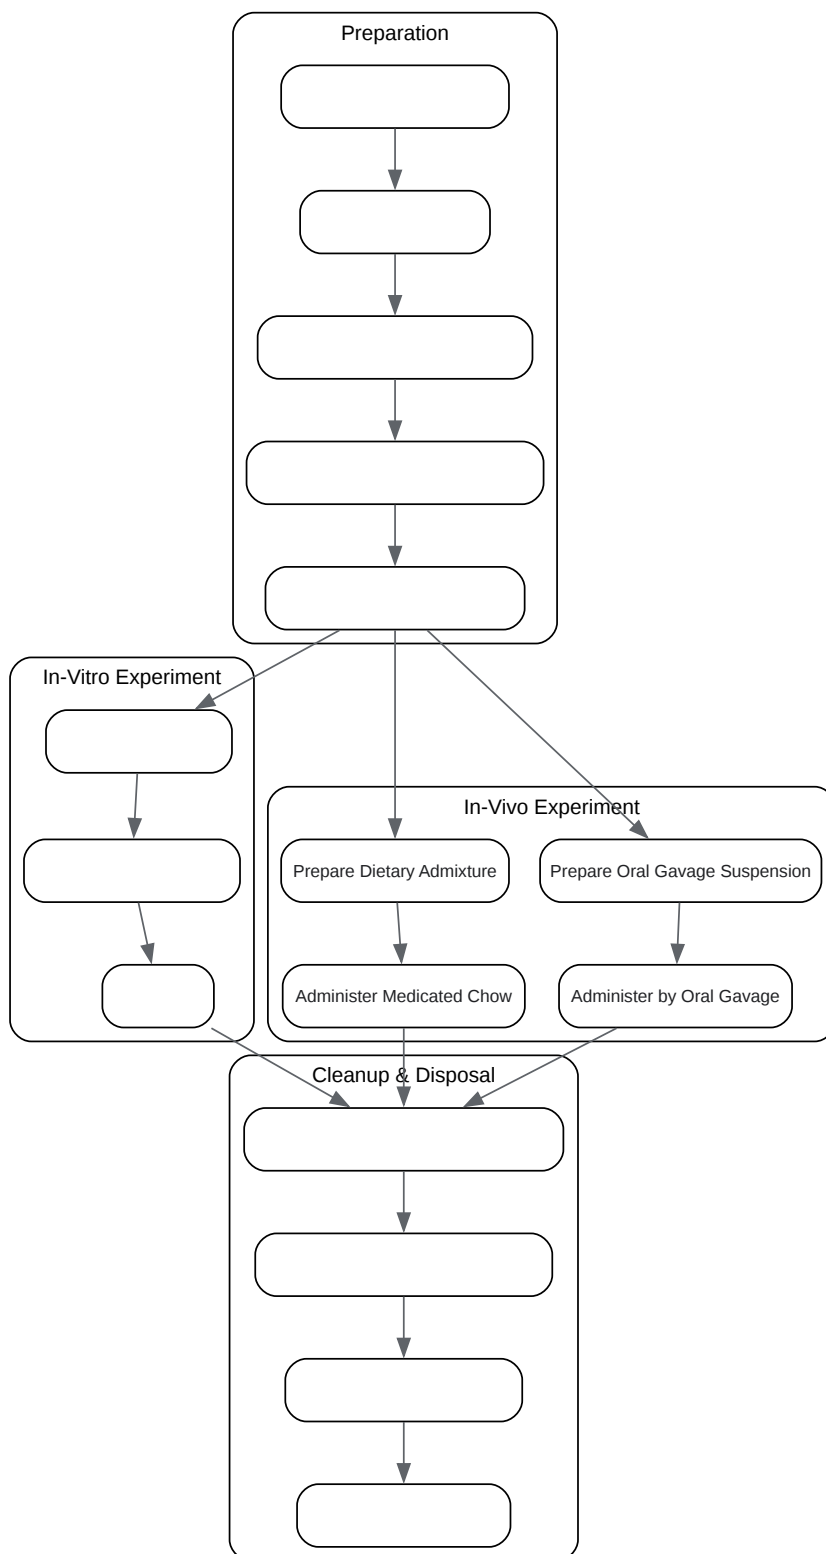 Preparation
In-Vitro Experiment
In-Vivo Experiment
Prepare Dietary Admixture
Prepare Oral Gavage Suspension
Administer Medicated Chow
Administer by Oral Gavage
Cleanup & Disposal